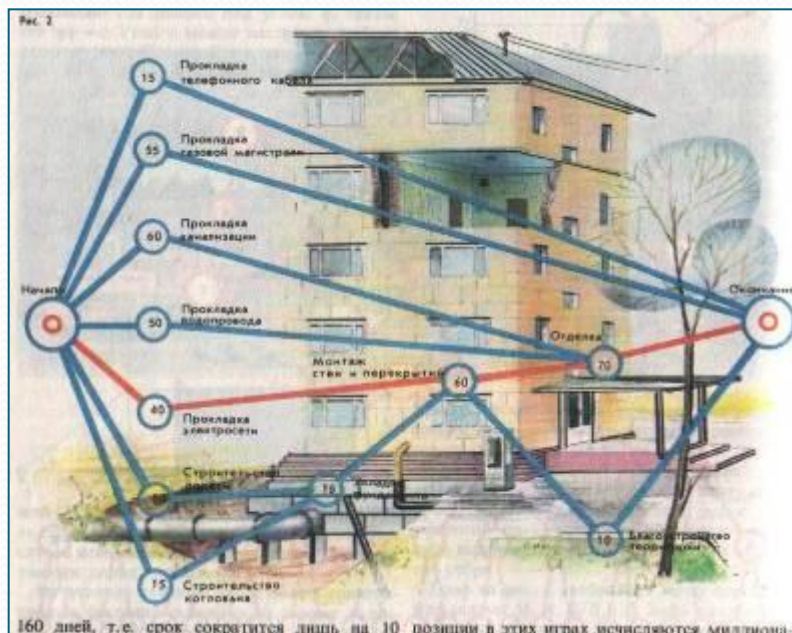 Рис. 2
15
Прокладка
телефонного кабеля
55
Прокладка
газовой магистрали
60
Прокладка
канализации
Начало
50
Прокладка
водопровода
Окончание
Отделка
70
Монтаж
стен и перекрытий
60
40
Прокладка
электросети
Строительство
10
Благоустройство
территории
15
Строительство
котлована
160 дней, т.е. срок сократится лишь на 10
позиции в этих играх исчисляются миллиона-